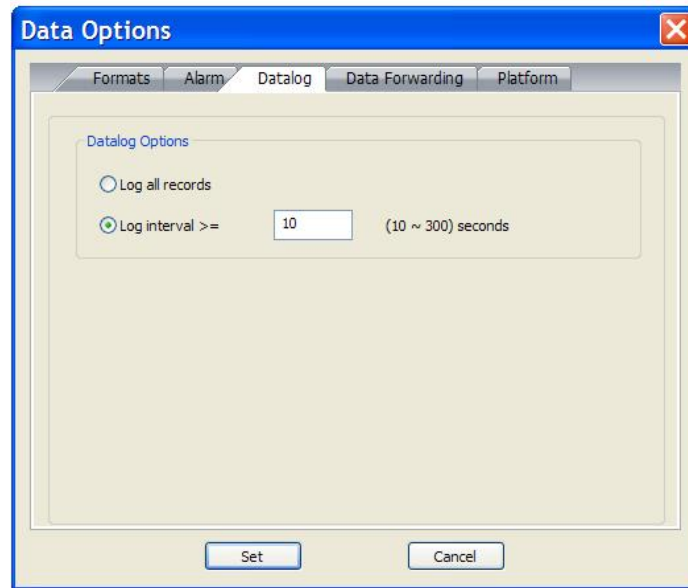 Data Options
Formats Alarm Datalog Data Forwarding Platform
Datalog Options
Log all records
Log interval >= 10 (10 ~ 300) seconds
Set Cancel